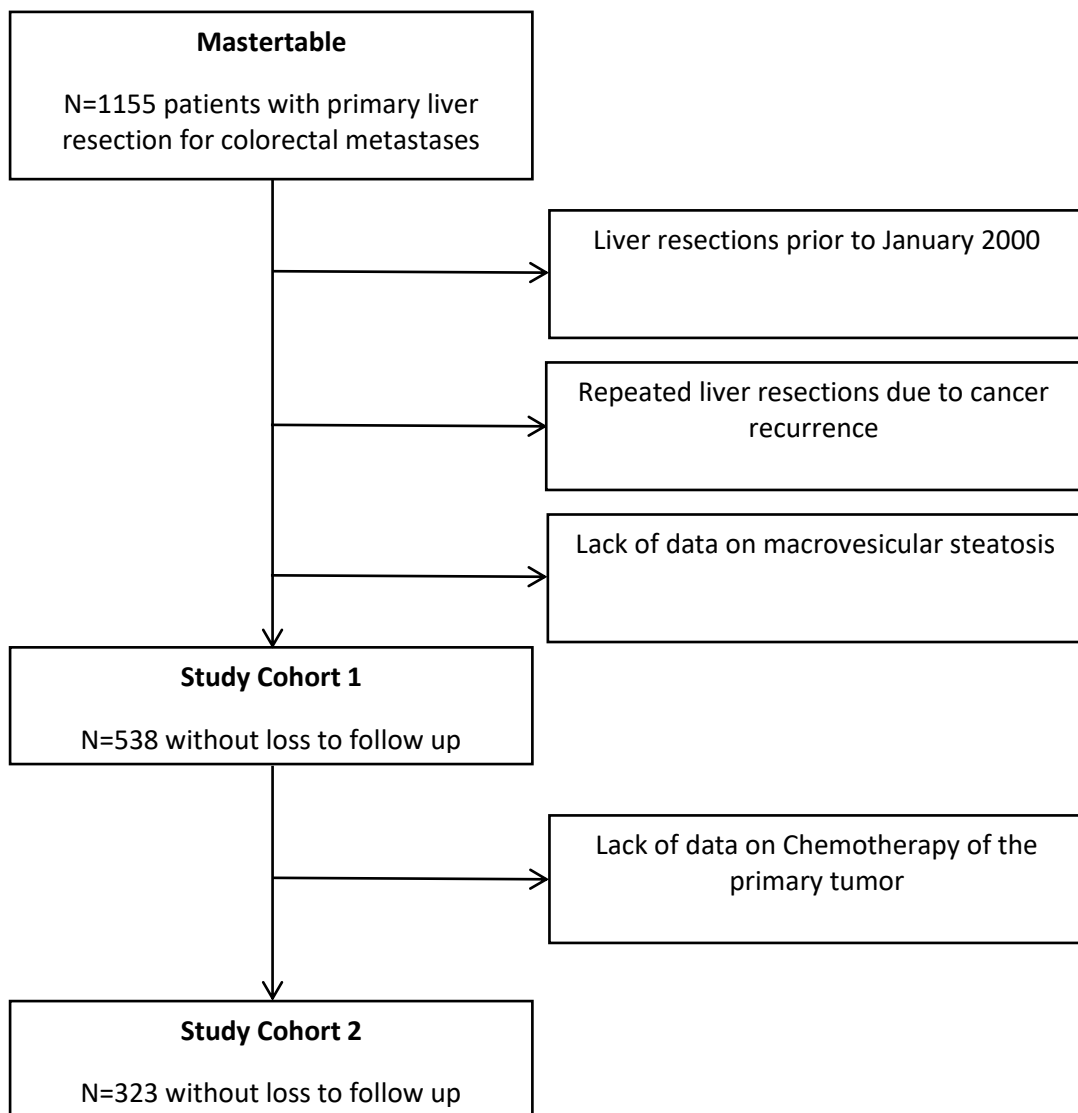 Mastertable
N=1155 patients with primary liver
resection for colorectal metastases
Liver resections prior to January 2000
Repeated liver resections due to cancer
recurrence
Lack of data on macrovesicular steatosis
Study Cohort 1
N=538 without loss to follow up
Lack of data on Chemotherapy of the
primary tumor
Study Cohort 2
N=323 without loss to follow up